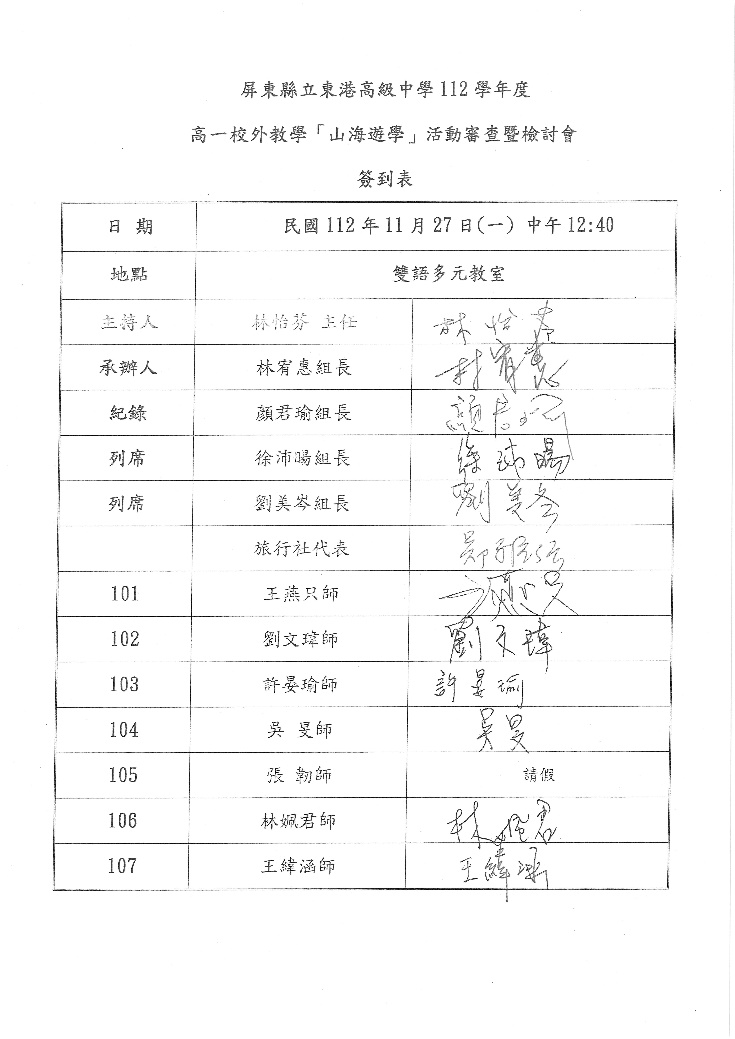 屏東縣立東港高級中學112學年度
高一校外教學「山海遊學」活動審查暨檢討會
簽到表
日 期 民國112年11月27日(一) 中午12:40
地點 雙語多元教室
主持人 林怡芬 主任 林怡芬
承辦人 林宥惠組長 林宥惠
紀錄 顏君瑜組長 顏君瑜
列席 徐沛暘組長 徐沛暘
列席 劉美岑組長 劉美岑
旅行社代表
101 王燕只師 王燕只
102 劉文瑋師 劉文瑋
103 許晏瑜師 許晏瑜
104 吳 旻師 吳旻
105 張 勀師 請假
106 林姵君師 林姵君
107 王緯涵師 王緯涵